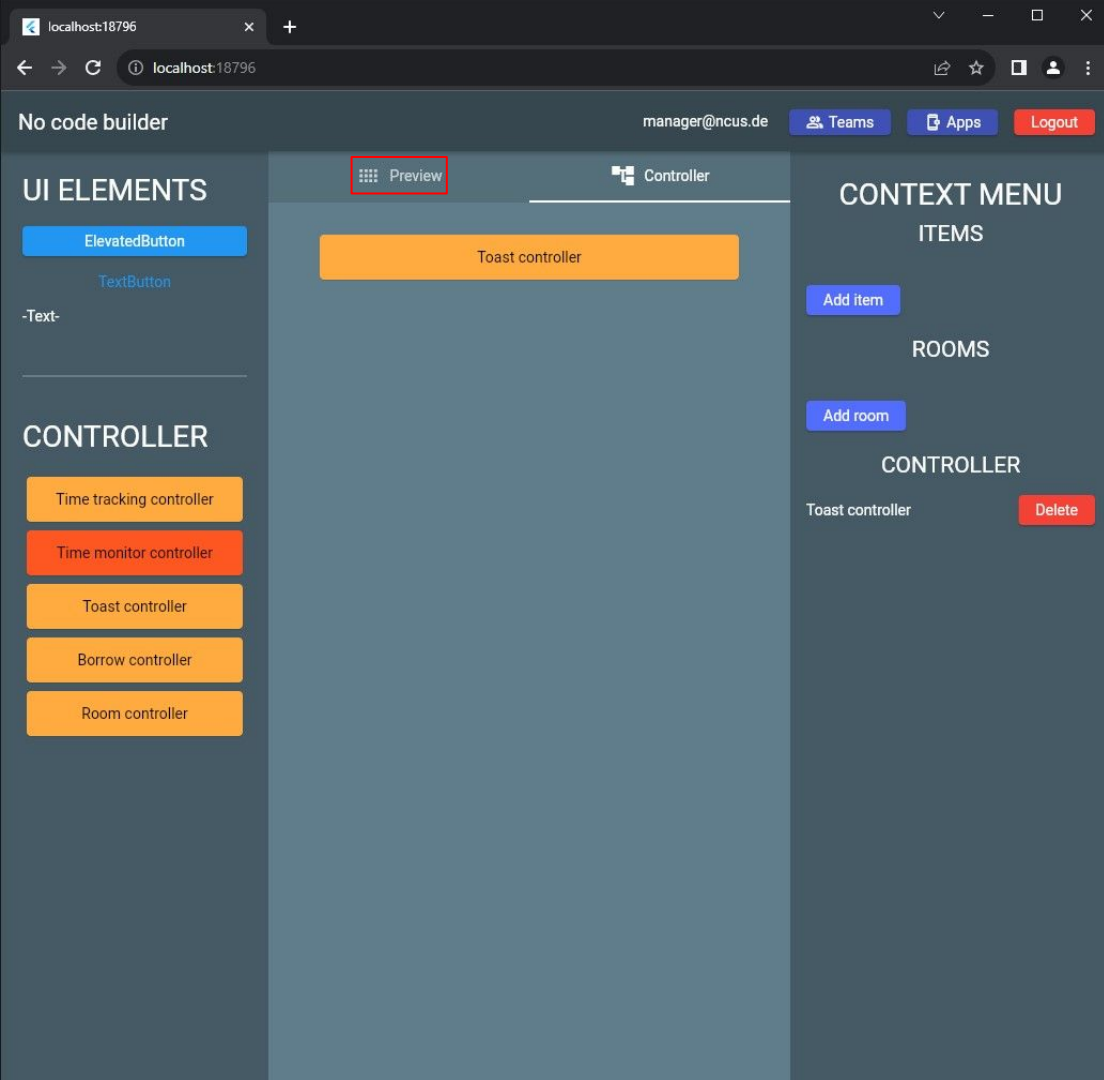 localhost:18796
localhost:18796
No code builder
manager@ncus.de
Teams
Apps
Logout
UI ELEMENTS
ElevatedButton
TextButton
-Text-
CONTROLLER
Time tracking controller
Time monitor controller
Toast controller
Borrow controller
Room controller
Preview
Controller
Toast controller
CONTEXT MENU
ITEMS
Add item
ROOMS
Add room
CONTROLLER
Toast controller
Delete